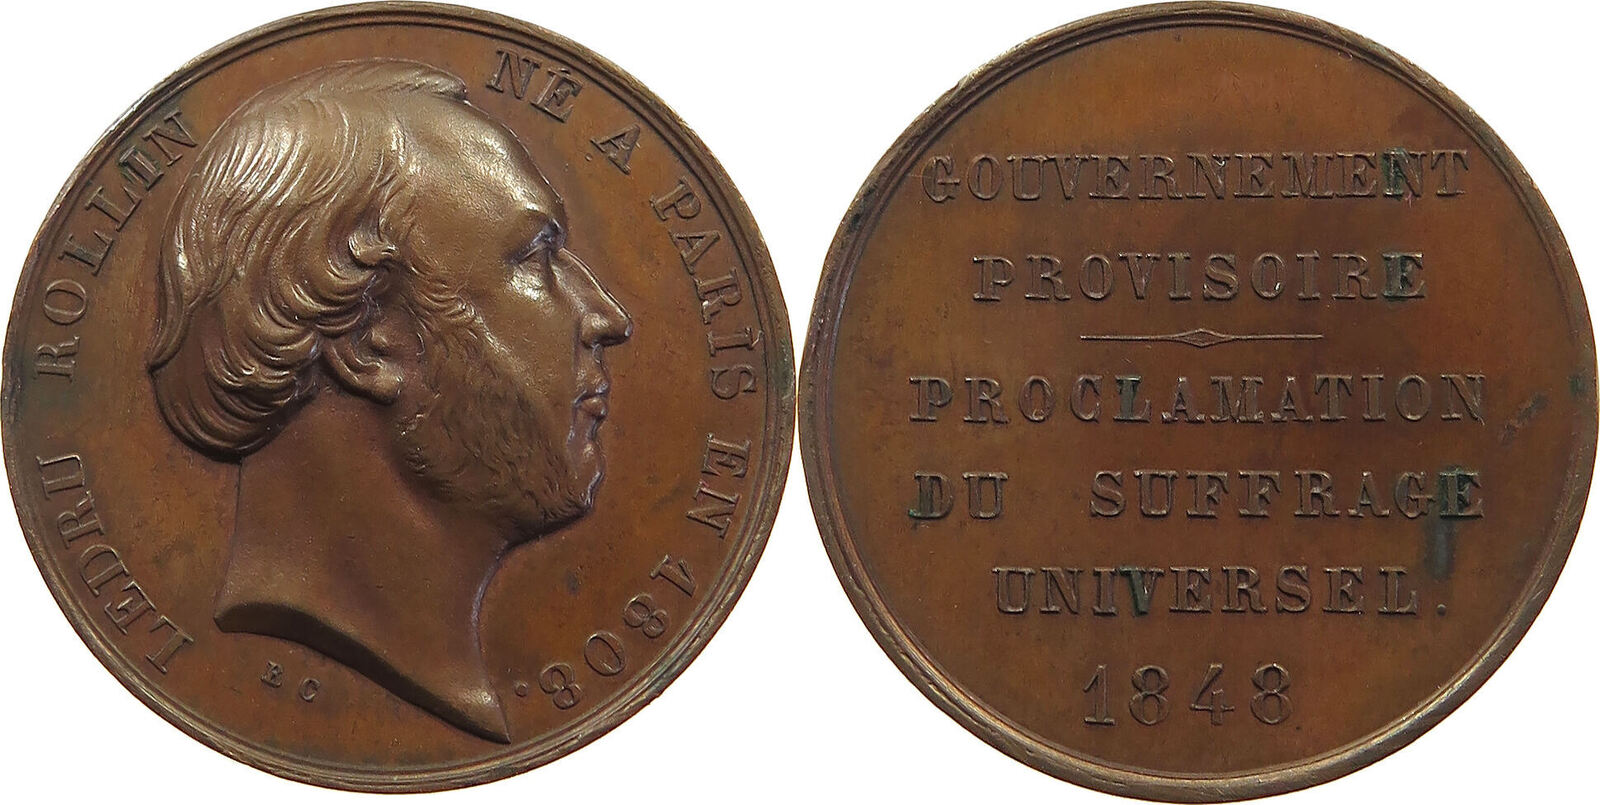 LEDRU ROLLIN NÉ A PARIS EN 1808.
E C
GOUVERNEMENT
PROVISOIRE
PROCLAMATION
DU SUFFRAGE
UNIVERSEL.
1848